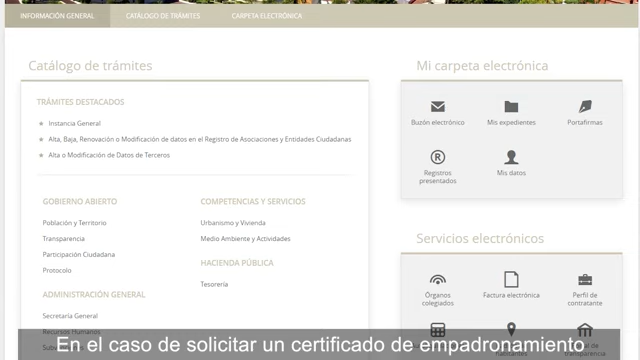 INFORMACIÓN GENERAL
CATÁLOGO DE TRÁMITES
CARPETA ELECTRÓNICA
Catálogo de trámites
TRÁMITES DESTACADOS
Instancia General
Alta, Baja, Renovación o Modificación de datos en el Registro de Asociaciones y Entidades Ciudadanas
Alta o Modificación de Datos de Terceros
GOBIERNO ABIERTO
Población y Territorio
Transparencia
Participación Ciudadana
Protocolo
ADMINISTRACIÓN GENERAL
Secretaría General
Recursos Humanos
COMPETENCIAS Y SERVICIOS
Urbanismo y Vivienda
Medio Ambiente y Actividades
HACIENDA PÚBLICA
Tesorería
Mi carpeta electrónica
Buzón electrónico
Mis expedientes
Portafirmas
Registros
presentados
Mis datos
Servicios electrónicos
Órganos
colegiados
Factura electrónica
Perfil de
contratante
En el caso de solicitar un certificado de empadronamiento